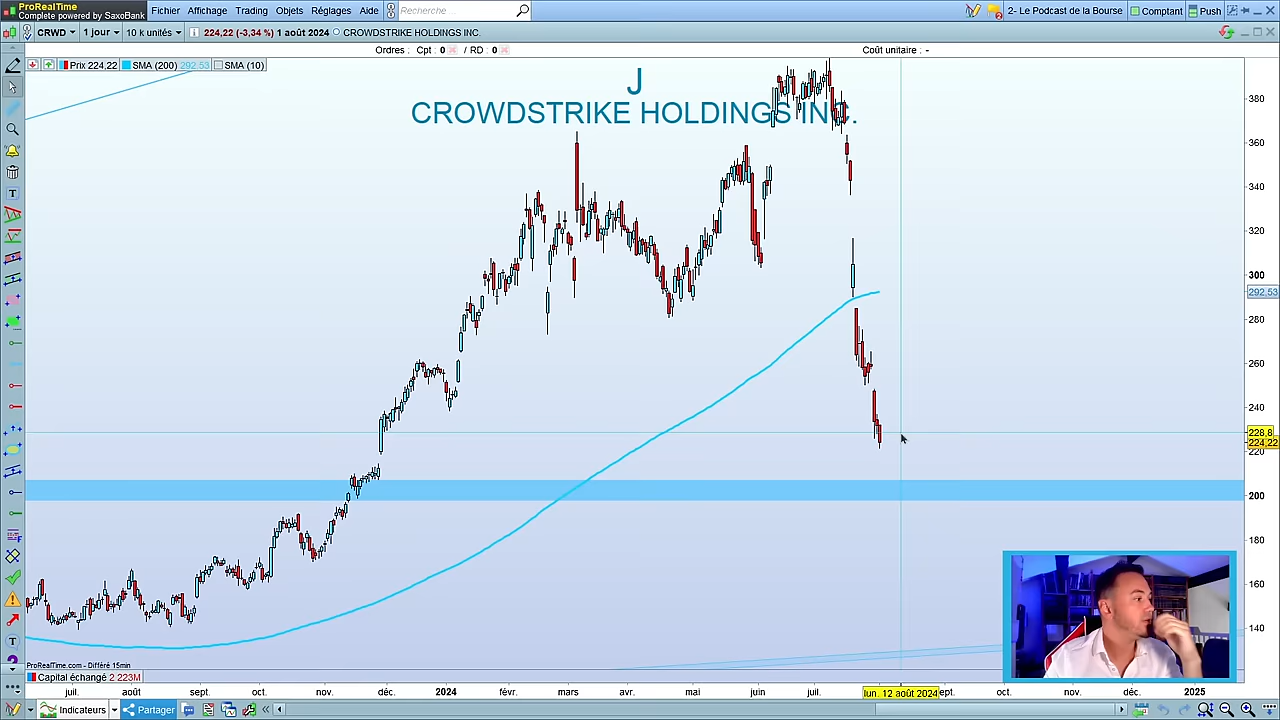 ProRealTime
Complete powered by SaxoBank
Fichier Affichage Trading Objets Réglages Aide
Recherche
2 2- Le Podcast de la Bourse Comptant Push
CRWD 1 jour 10 k unités i 224,22 (-3,34 %) 1 août 2024 CROWDSTRIKE HOLDINGS INC.
Ordres : Cpt : 0 / RD : 0 Coût unitaire : -
Prix 224,22 SMA (200) 292,53 SMA (10)
J
CROWDSTRIKE HOLDINGS INC.
380
360
340
320
300
292,53
280
260
240
228,8
224,22
220
200
180
160
140
ProRealTime.com - Différé 15min
Capital échangé 2 223M
juil. août sept. oct. nov. déc. 2024 févr. mars avr. mai juin juil. lun. 12 août 2024 ept. oct. nov. déc. 2025
Indicateurs Partager